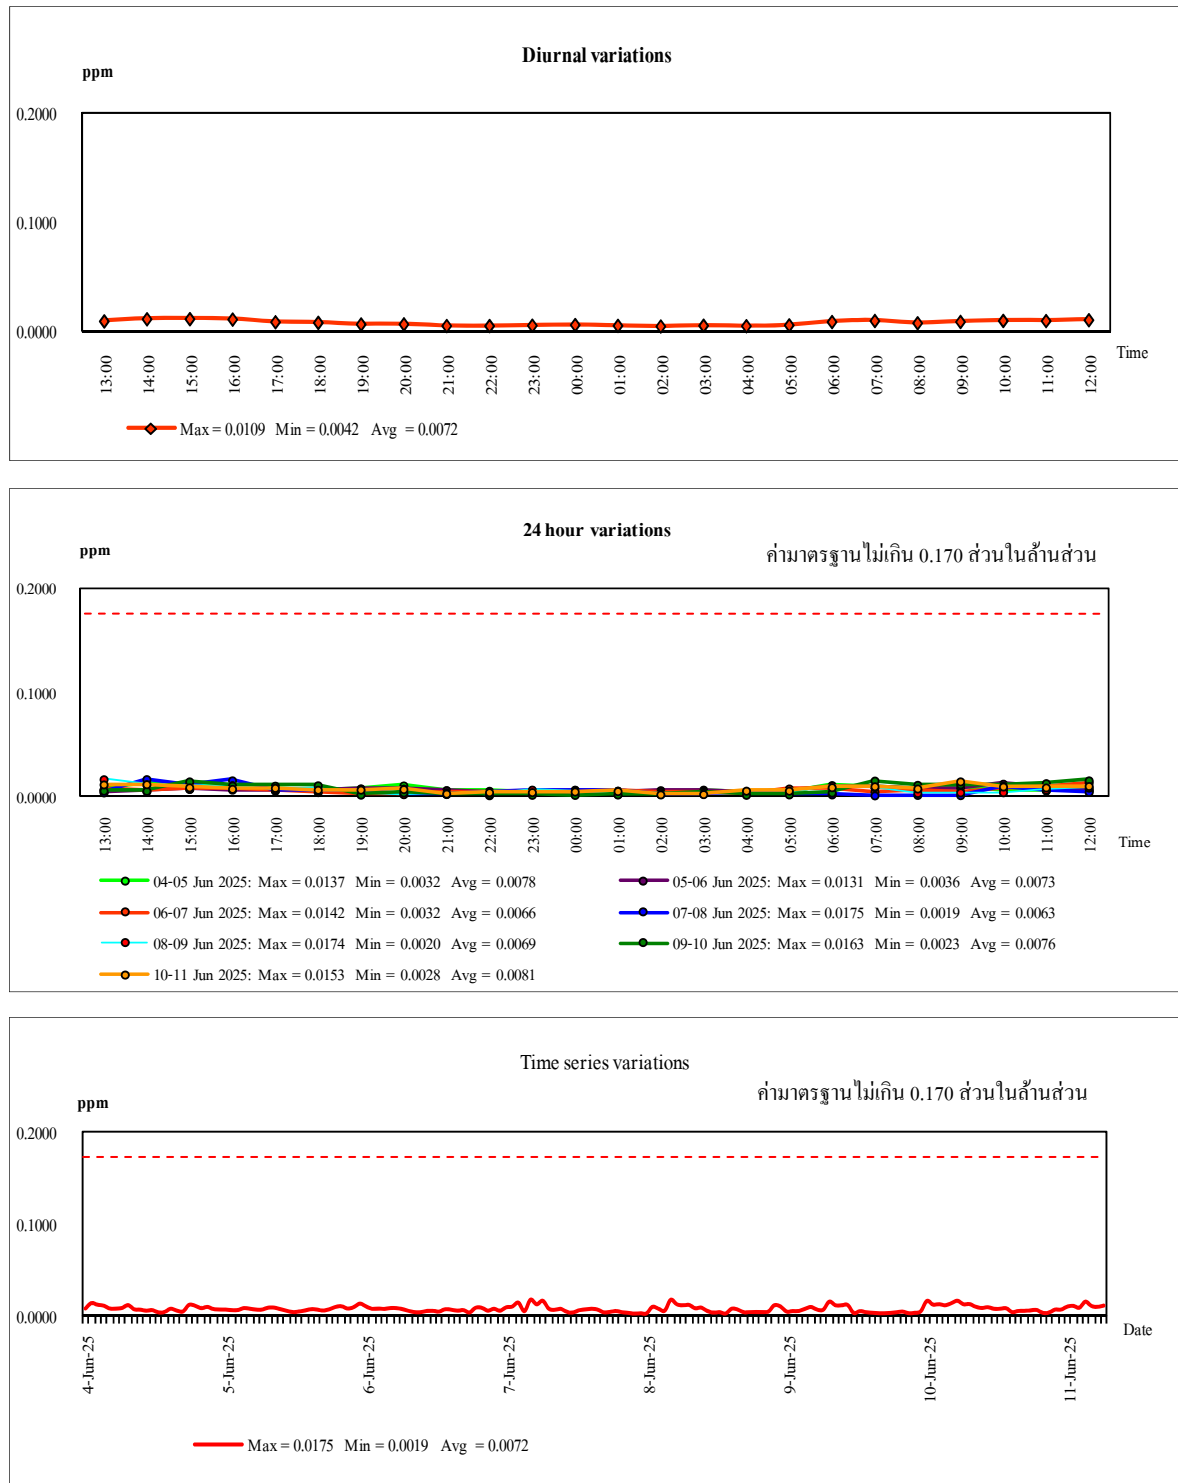 Diurnal variations
ppm
0.2000
0.1000
0.0000
13:00 14:00 15:00 16:00 17:00 18:00 19:00 20:00 21:00 22:00 23:00 00:00 01:00 02:00 03:00 04:00 05:00 06:00 07:00 08:00 09:00 10:00 11:00 12:00
Time
Max = 0.0109 Min = 0.0042 Avg = 0.0072
24 hour variations
ppm
ค่ามาตรฐานไม่เกิน 0.170 ส่วนในล้านส่วน
0.2000
0.1000
0.0000
13:00 14:00 15:00 16:00 17:00 18:00 19:00 20:00 21:00 22:00 23:00 00:00 01:00 02:00 03:00 04:00 05:00 06:00 07:00 08:00 09:00 10:00 11:00 12:00
Time
04-05 Jun 2025: Max = 0.0137 Min = 0.0032 Avg = 0.0078
05-06 Jun 2025: Max = 0.0131 Min = 0.0036 Avg = 0.0073
06-07 Jun 2025: Max = 0.0142 Min = 0.0032 Avg = 0.0066
07-08 Jun 2025: Max = 0.0175 Min = 0.0019 Avg = 0.0063
08-09 Jun 2025: Max = 0.0174 Min = 0.0020 Avg = 0.0069
09-10 Jun 2025: Max = 0.0163 Min = 0.0023 Avg = 0.0076
10-11 Jun 2025: Max = 0.0153 Min = 0.0028 Avg = 0.0081
Time series variations
ppm
ค่ามาตรฐานไม่เกิน 0.170 ส่วนในล้านส่วน
0.2000
0.1000
0.0000
4-Jun-25 5-Jun-25 6-Jun-25 7-Jun-25 8-Jun-25 9-Jun-25 10-Jun-25 11-Jun-25
Date
Max = 0.0175 Min = 0.0019 Avg = 0.0072